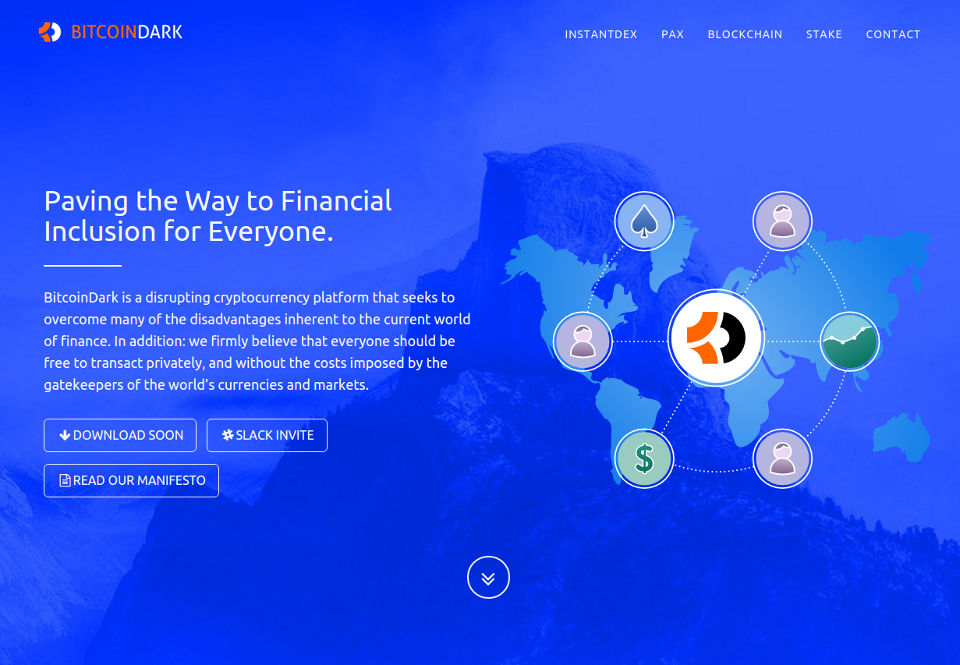 BITCOINDARK
INSTANTDEX PAX BLOCKCHAIN STAKE CONTACT
Paving the Way to Financial
Inclusion for Everyone.
BitcoinDark is a disrupting cryptocurrency platform that seeks to
overcome many of the disadvantages inherent to the current world
of finance. In addition: we firmly believe that everyone should be
free to transact privately, and without the costs imposed by the
gatekeepers of the world's currencies and markets.
DOWNLOAD SOON SLACK INVITE
READ OUR MANIFESTO
$